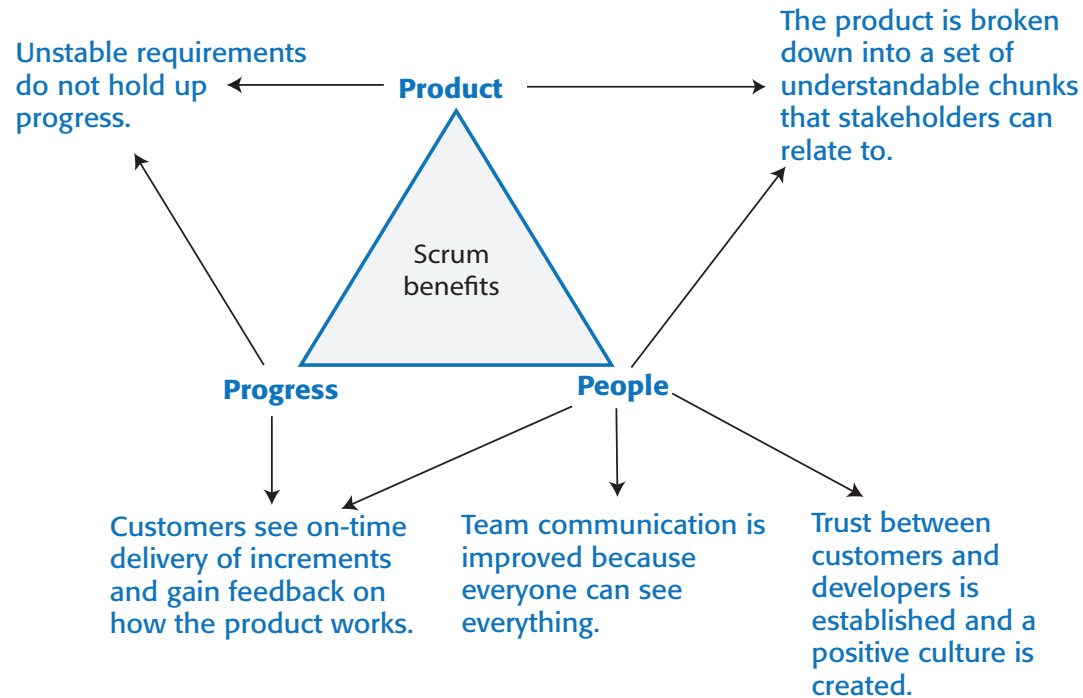 Unstable requirements
do not hold up
progress.
Product
The product is broken
down into a set of
understandable chunks
that stakeholders can
relate to.
Scrum
benefits
Progress
People
Customers see on-time
delivery of increments
and gain feedback on
how the product works.
Team communication is
improved because
everyone can see
everything.
Trust between
customers and
developers is
established and a
positive culture is
created.